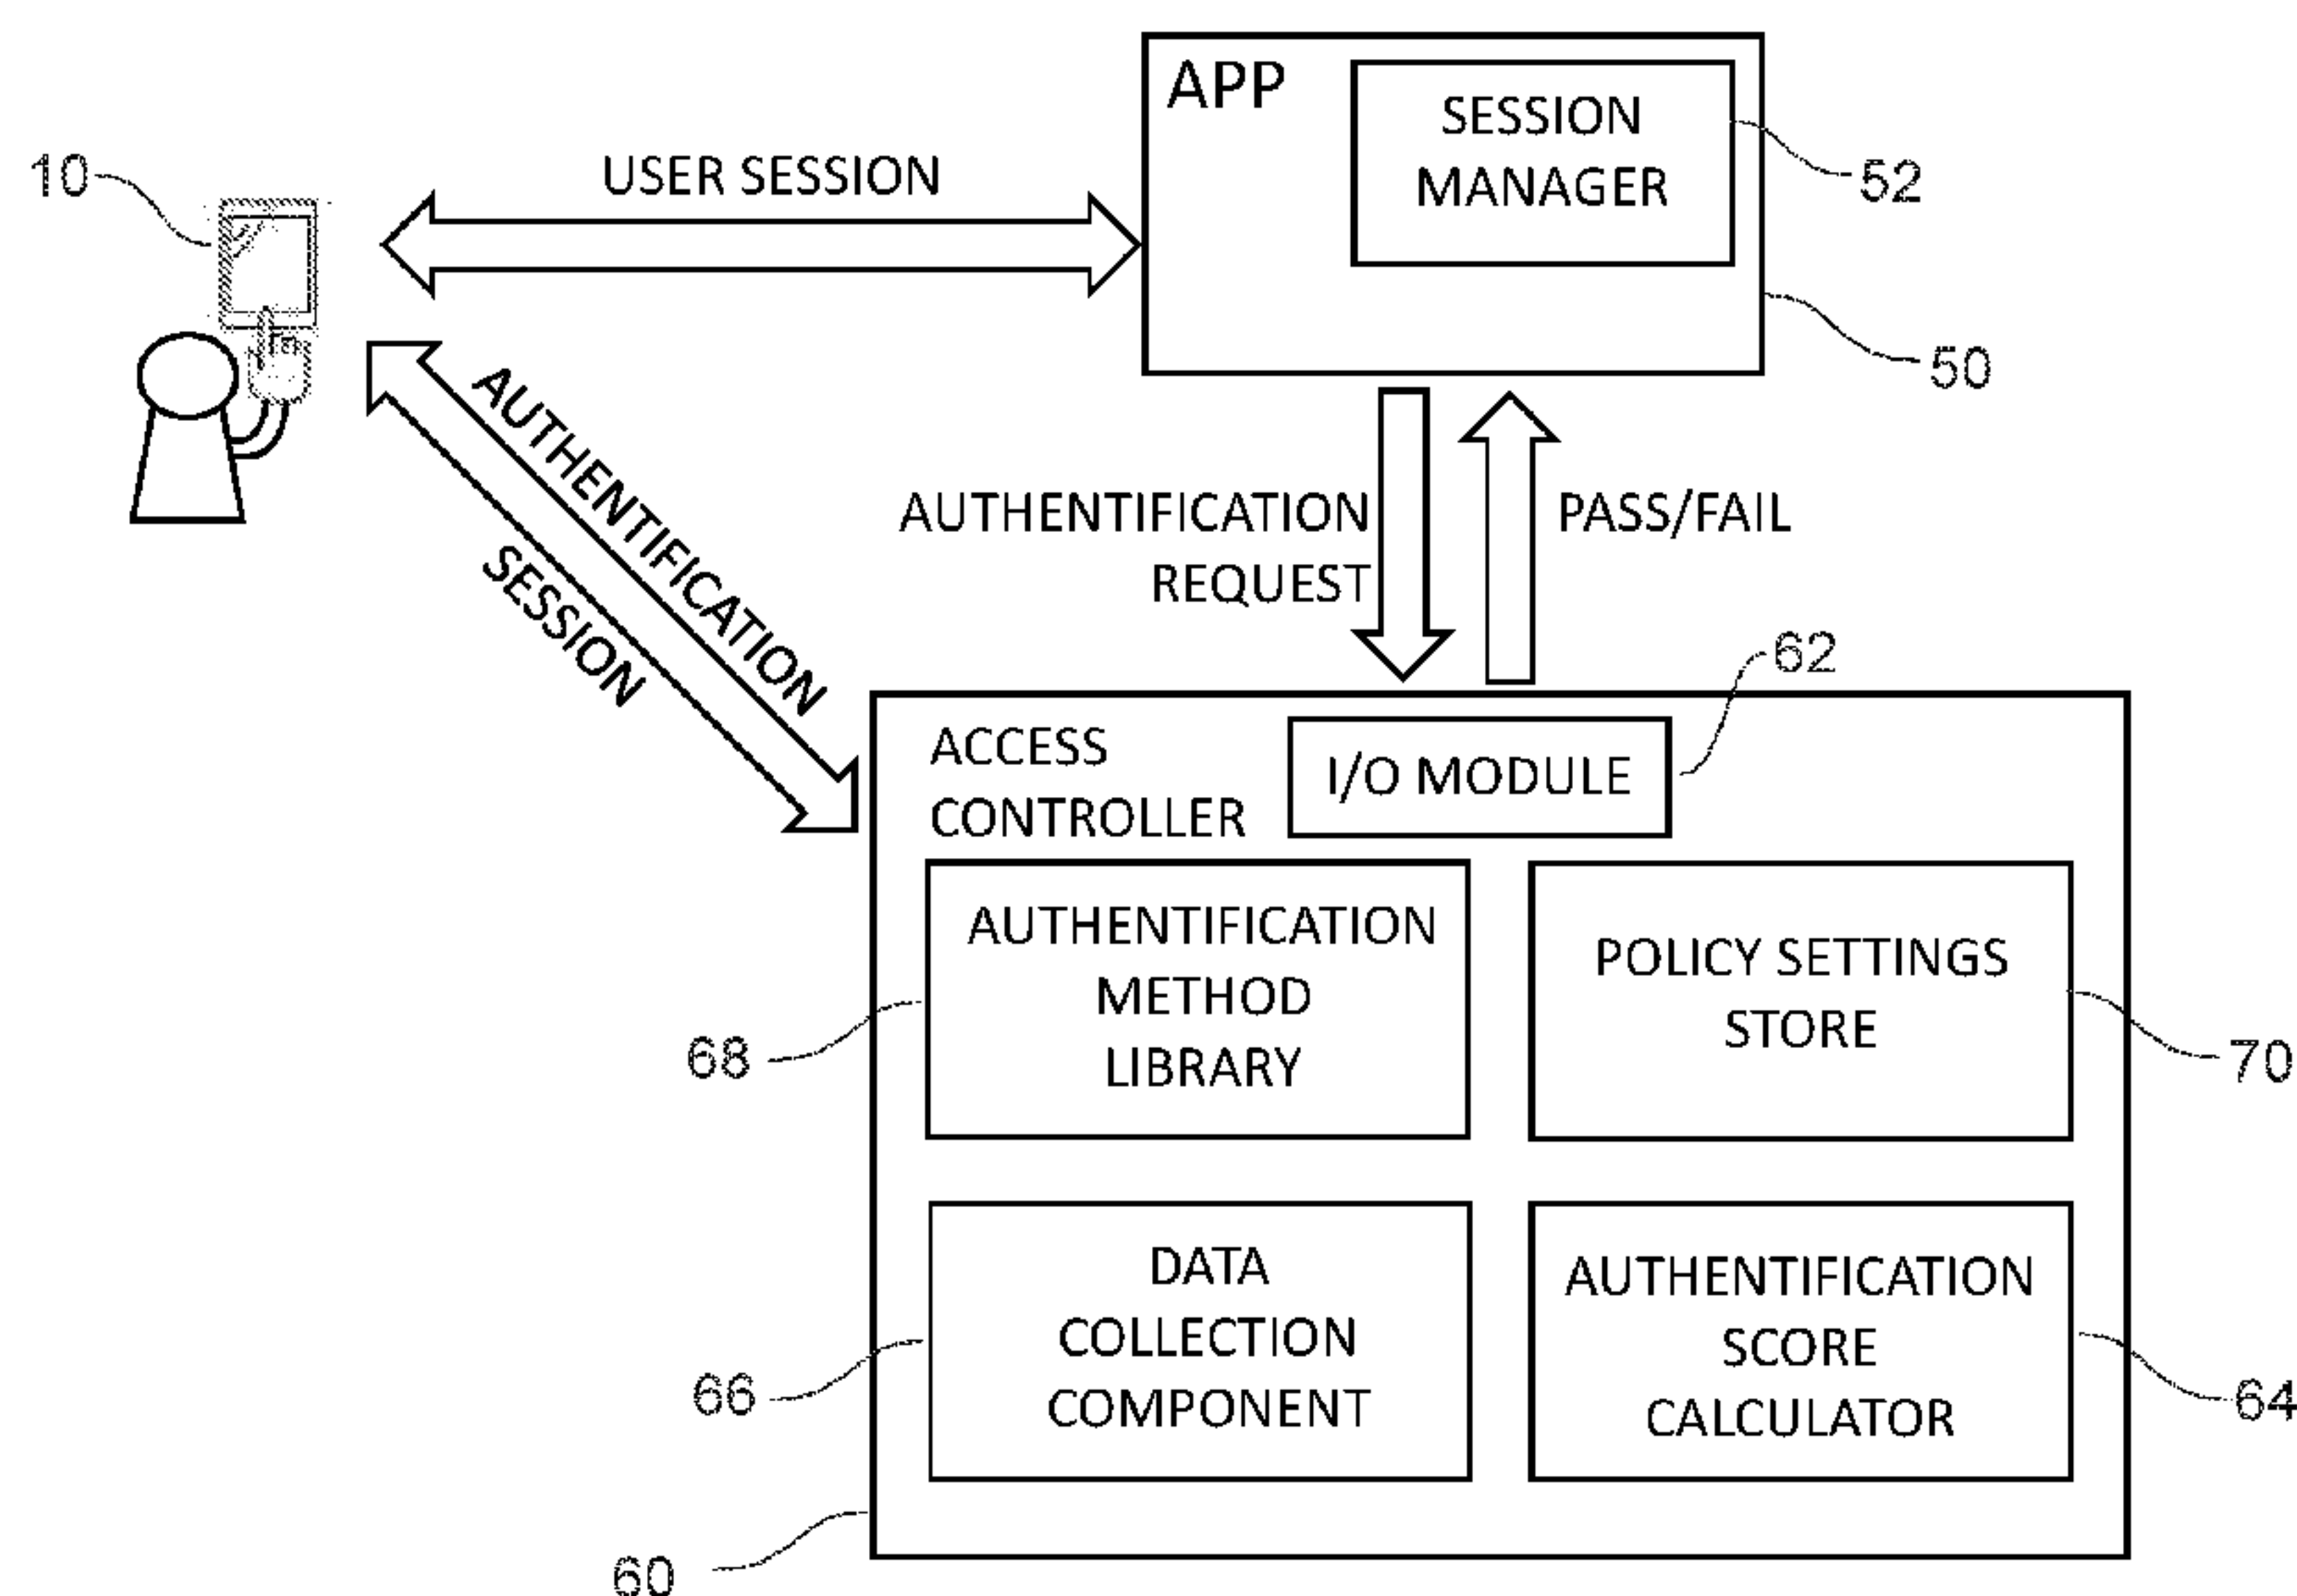 APP
SESSION
MANAGER
52
10
USER SESSION
50
AUTHENTIFICATION
SESSION
AUTHENTIFICATION
REQUEST
PASS/FAIL
62
ACCESS
CONTROLLER
I/O MODULE
AUTHENTIFICATION
METHOD
LIBRARY
68
POLICY SETTINGS
STORE
70
DATA
COLLECTION
COMPONENT
66
AUTHENTIFICATION
SCORE
CALCULATOR
64
60